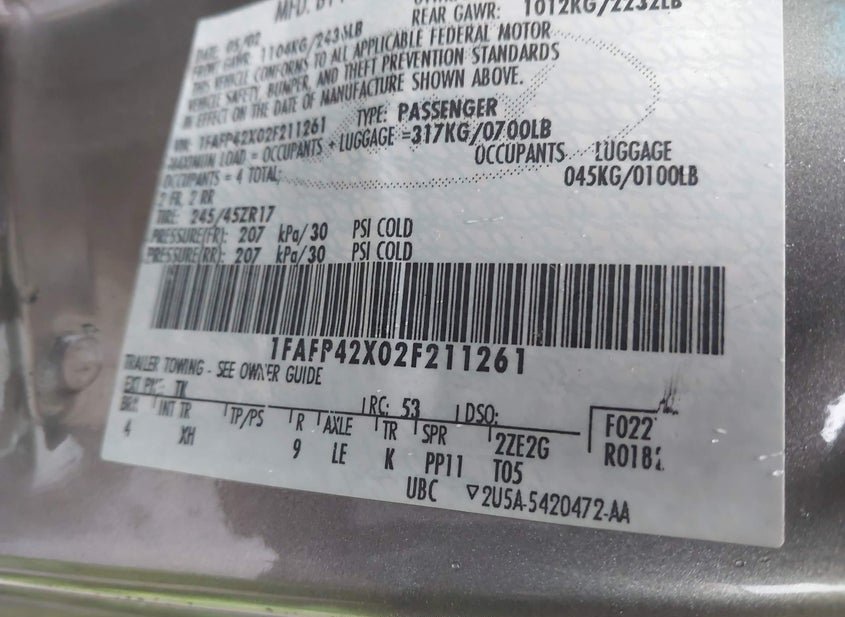 MFD. BY
REAR GAWR: 1012KG/2232LB
DATE: 05/02
FRONT GAWR: 1104KG/2435LB
THIS VEHICLE CONFORMS TO ALL APPLICABLE FEDERAL MOTOR
VEHICLE SAFETY, BUMPER, AND THEFT PREVENTION STANDARDS
IN EFFECT ON THE DATE OF MANUFACTURE SHOWN ABOVE.
VIN: 1FAFP42X02F211261 TYPE: PASSENGER
MAXIMUM LOAD = OCCUPANTS + LUGGAGE =317KG/0700LB
OCCUPANTS LUGGAGE
OCCUPANTS = 4 TOTAL; 045KG/0100LB
2 FR, 2 RR
TIRE: 245/45ZR17
PRESSURE(FR): 207 kPa/30 PSI COLD
PRESSURE(RR): 207 kPa/30 PSI COLD
1FAFP42X02F211261
TRAILER TOWING - SEE OWNER GUIDE
EXT PNT: TK RC: 53 DSO:
BRK INT TR TP/PS R AXLE TR SPR
4 XH 9 LE K PP11 2ZE2G F022
T05 R018
UBC ▽2U5A-5420472-AA